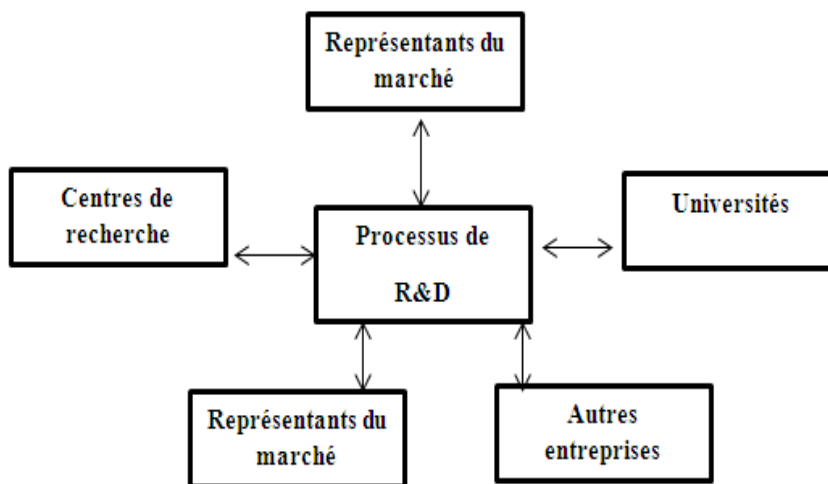 Représentants du
marché
Centres de
recherche
Processus de
R&D
Universités
Représentants du
marché
Autres
entreprises